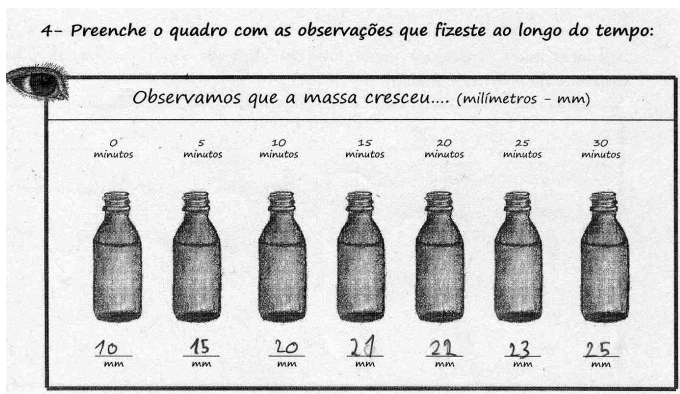 4- Preenche o quadro com as observações que fizeste ao longo do tempo:
Observamos que a massa cresceu.... (milímetros - mm)
0 5 10 15 20 25 30
minutos minutos minutos minutos minutos minutos minutos
10 15 20 21 22 23 25
mm mm mm mm mm mm mm